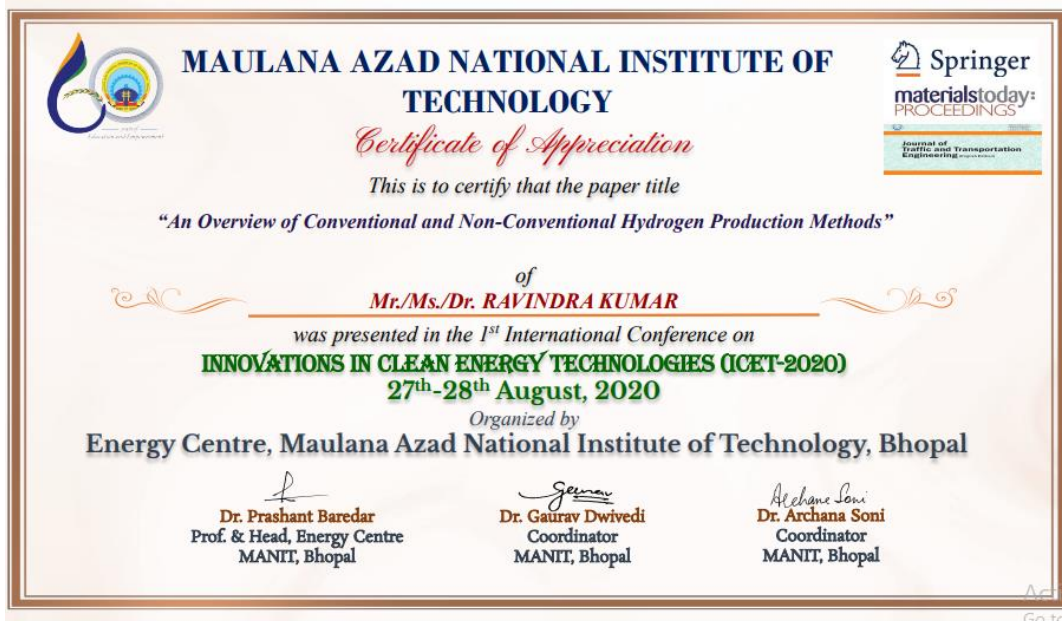 MAULANA AZAD NATIONAL INSTITUTE OF
TECHNOLOGY
Certificate of Appreciation
Springer
materialstoday:
PROCEEDINGS
Journal of
Traffic and Transportation
Engineering
This is to certify that the paper title
“An Overview of Conventional and Non-Conventional Hydrogen Production Methods”
of
Mr./Ms./Dr. RAVINDRA KUMAR
was presented in the 1st International Conference on
INNOVATIONS IN CLEAN ENERGY TECHNOLOGIES (ICET-2020)
27th-28th August, 2020
Organized by
Energy Centre, Maulana Azad National Institute of Technology, Bhopal
Gaurav
Archana Soni
Dr. Prashant Baredar
Prof. & Head, Energy Centre
MANIT, Bhopal
Dr. Gaurav Dwivedi
Coordinator
MANIT, Bhopal
Dr. Archana Soni
Coordinator
MANIT, Bhopal